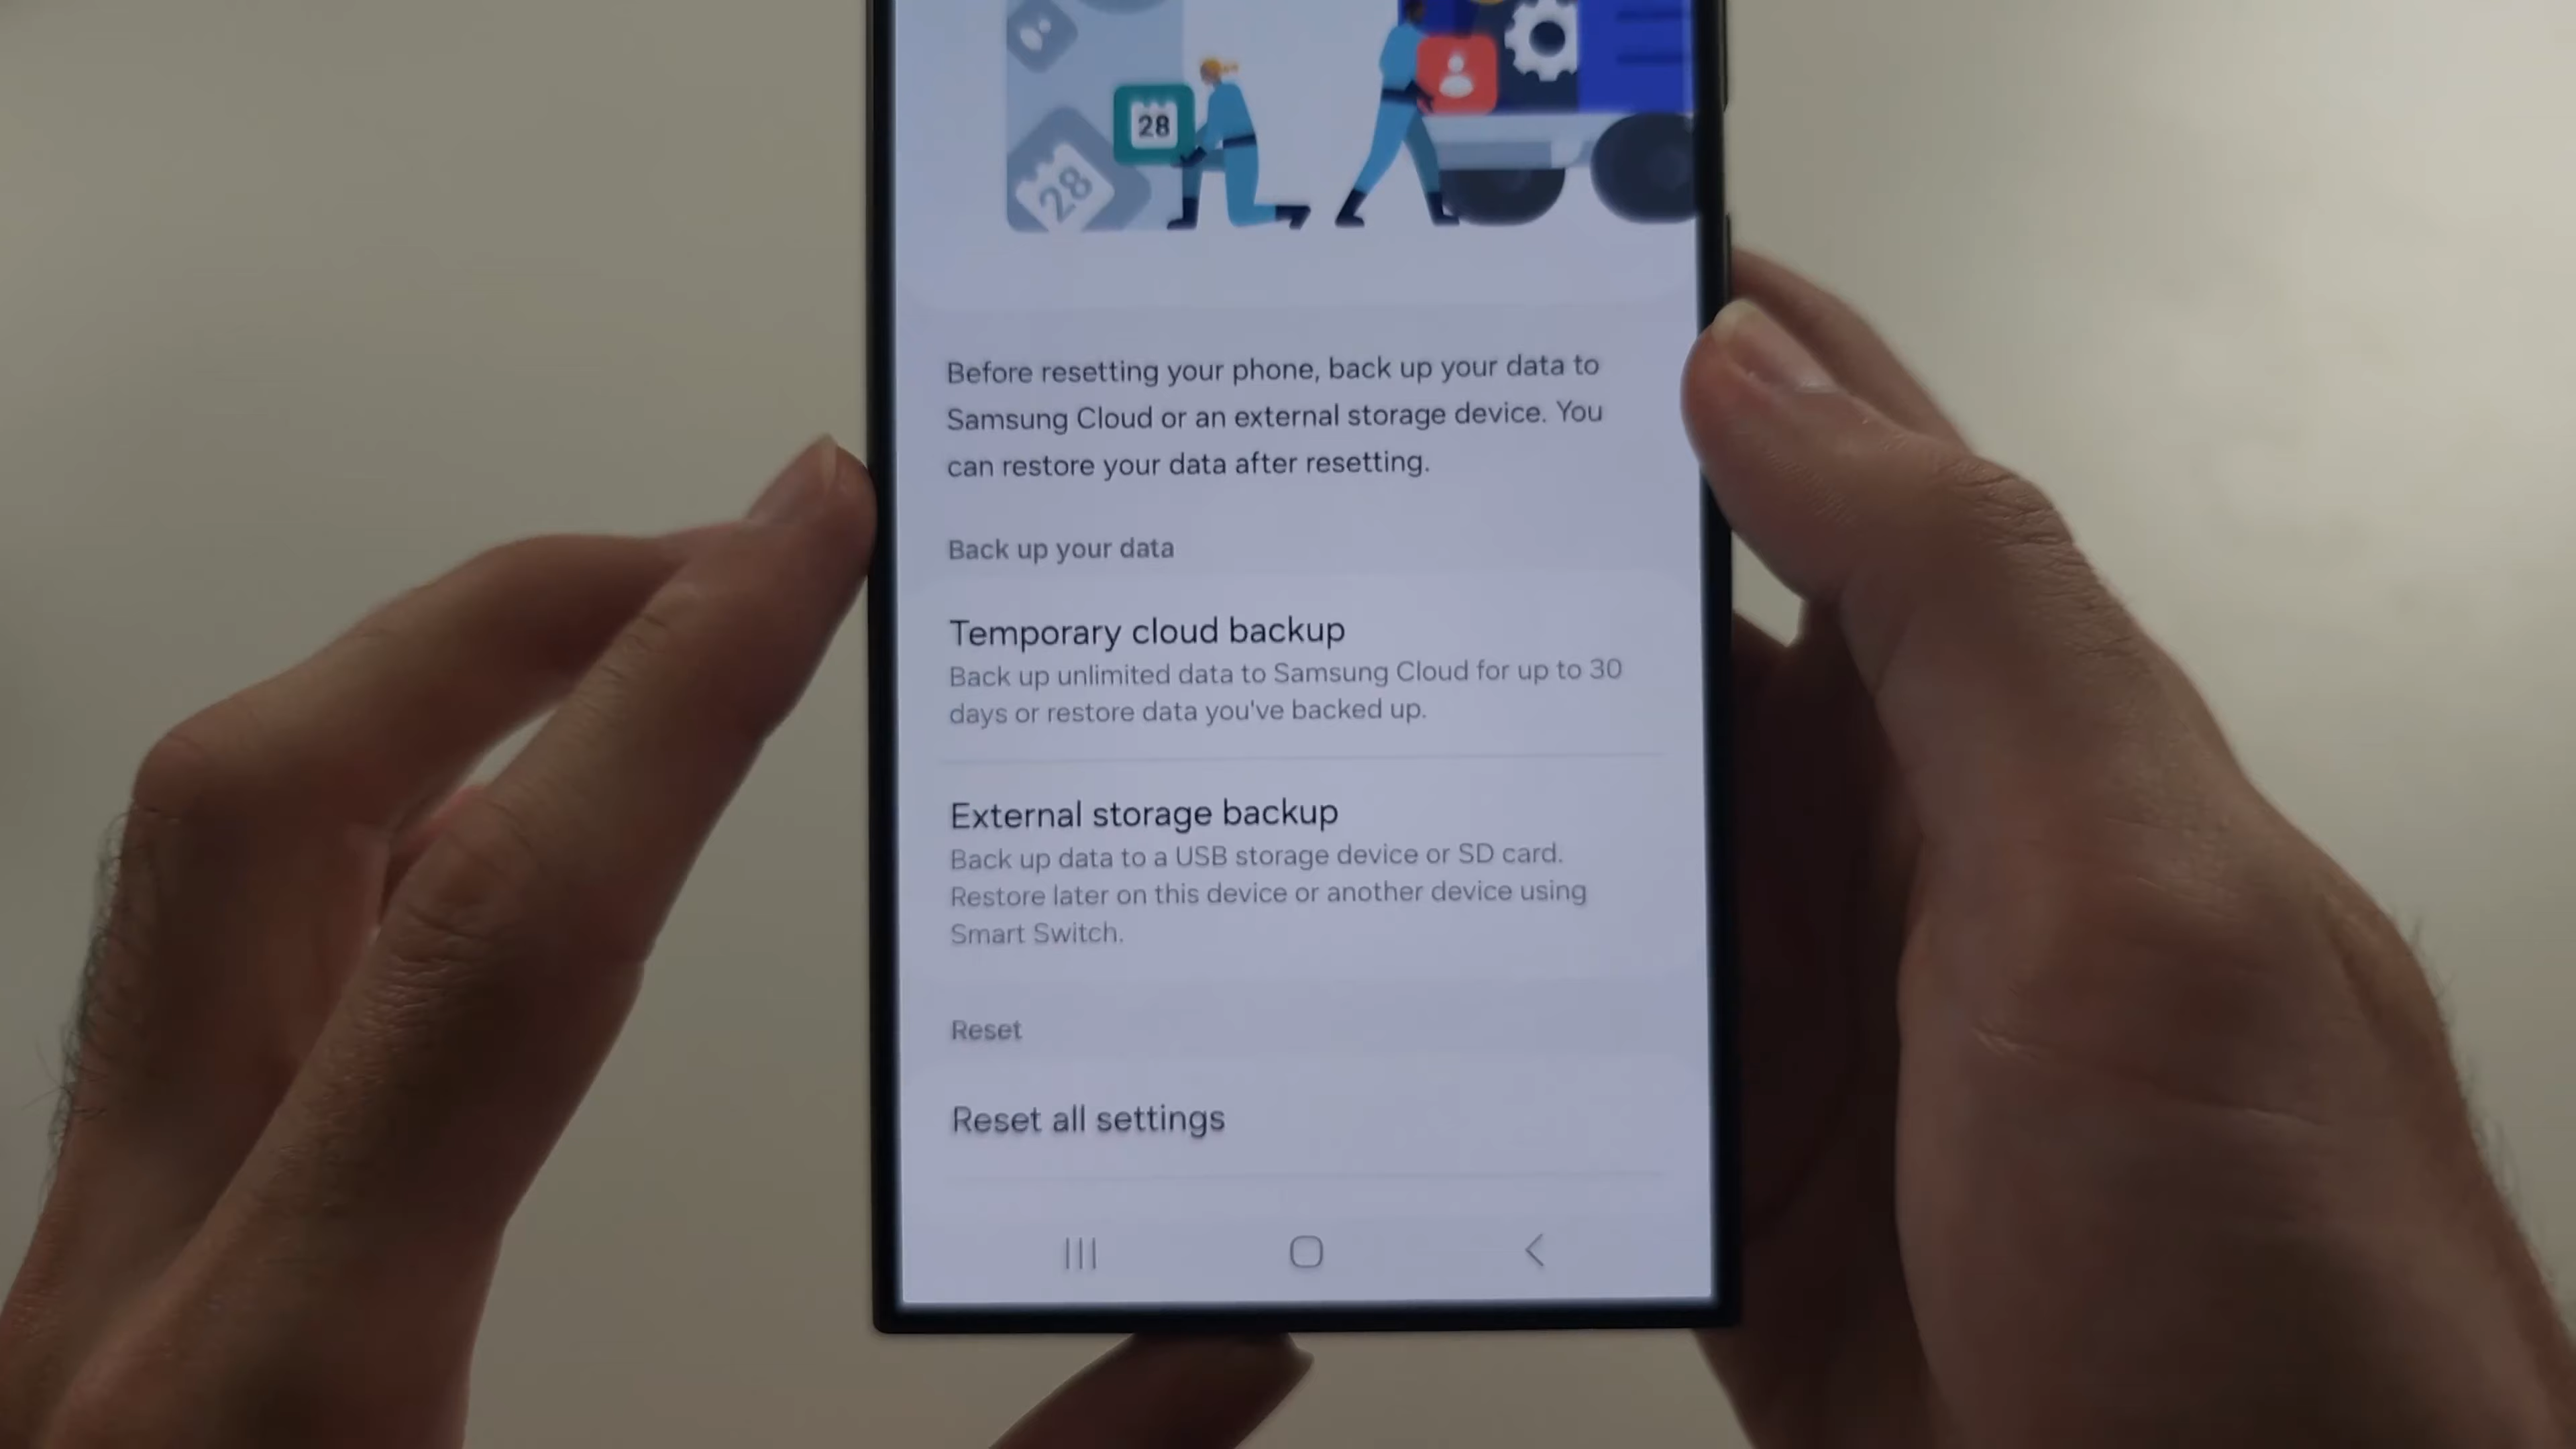 28
28
Before resetting your phone, back up your data to
Samsung Cloud or an external storage device. You
can restore your data after resetting.
Back up your data
Temporary cloud backup
Back up unlimited data to Samsung Cloud for up to 30
days or restore data you've backed up.
External storage backup
Back up data to a USB storage device or SD card.
Restore later on this device or another device using
Smart Switch.
Reset
Reset all settings